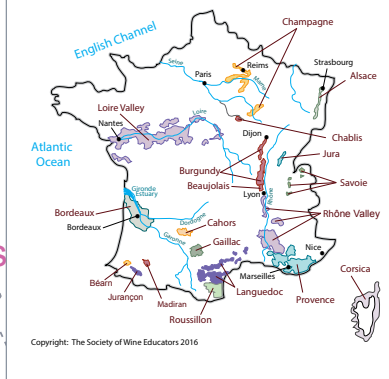 Champagne
English Channel
Seine
Reims
Paris
Marne
Strasbourg
Alsace
Loire Valley
Loire
Nantes
Chablis
Dijon
Atlantic
Ocean
Jura
Burgundy
Beaujolais
Savoie
Lyon
Rhône
Gironde
Estuary
Bordeaux
Bordeaux
Dordogne
Rhône Valley
Cahors
Garonne
Gaillac
Nice
Marseilles
Corsica
Béarn
Jurançon
Madiran
Languedoc
Provence
Roussillon
S
Copyright: The Society of Wine Educators 2016